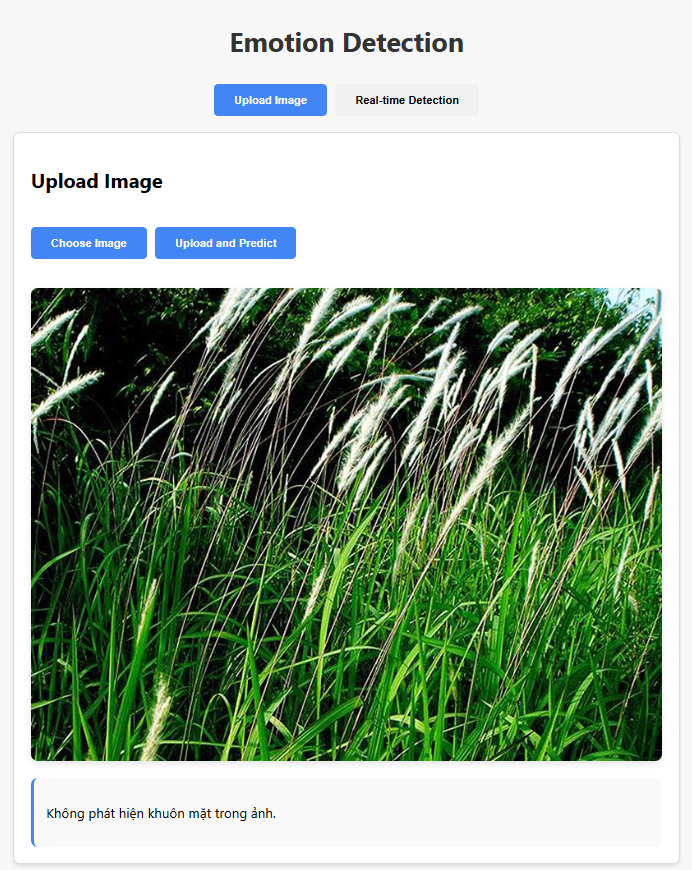 Emotion Detection
Upload Image Real-time Detection
Upload Image
Choose Image Upload and Predict
Không phát hiện khuôn mặt trong ảnh.